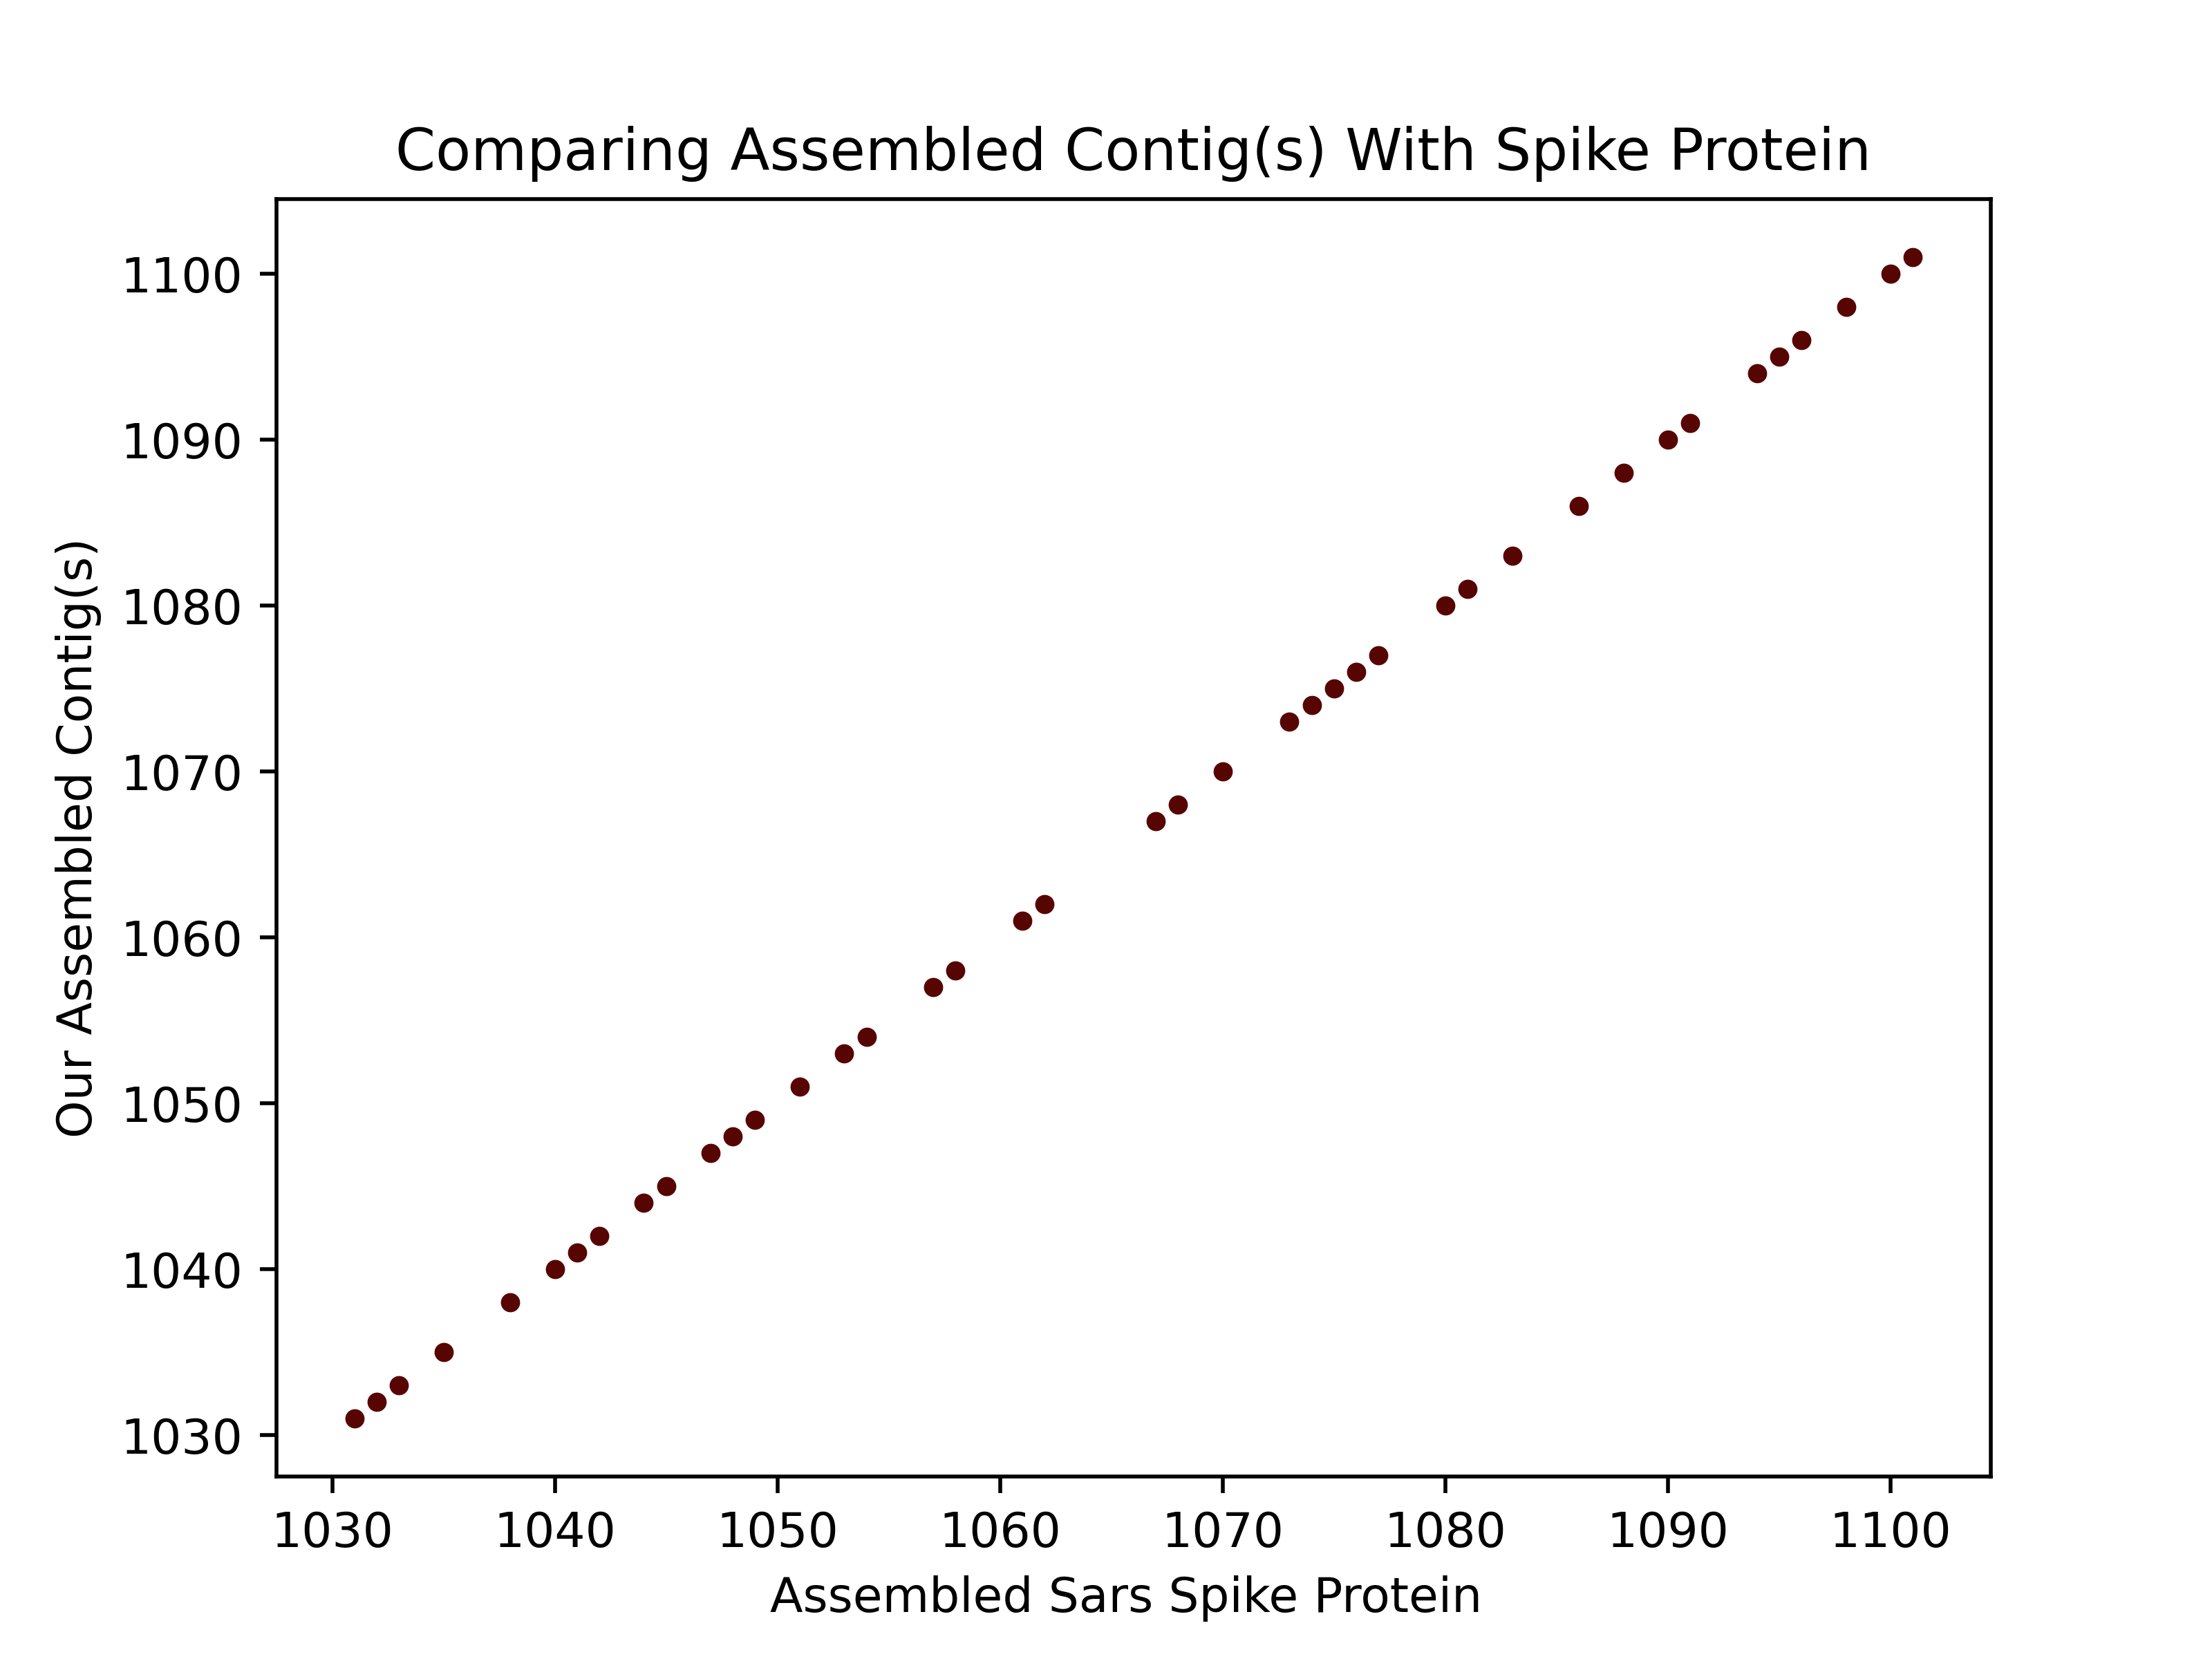 Comparing Assembled Contig(s) With Spike Protein
Our Assembled Contig(s)
1100
1090
1080
1070
1060
1050
1040
1030
1030 1040 1050 1060 1070 1080 1090 1100
Assembled Sars Spike Protein